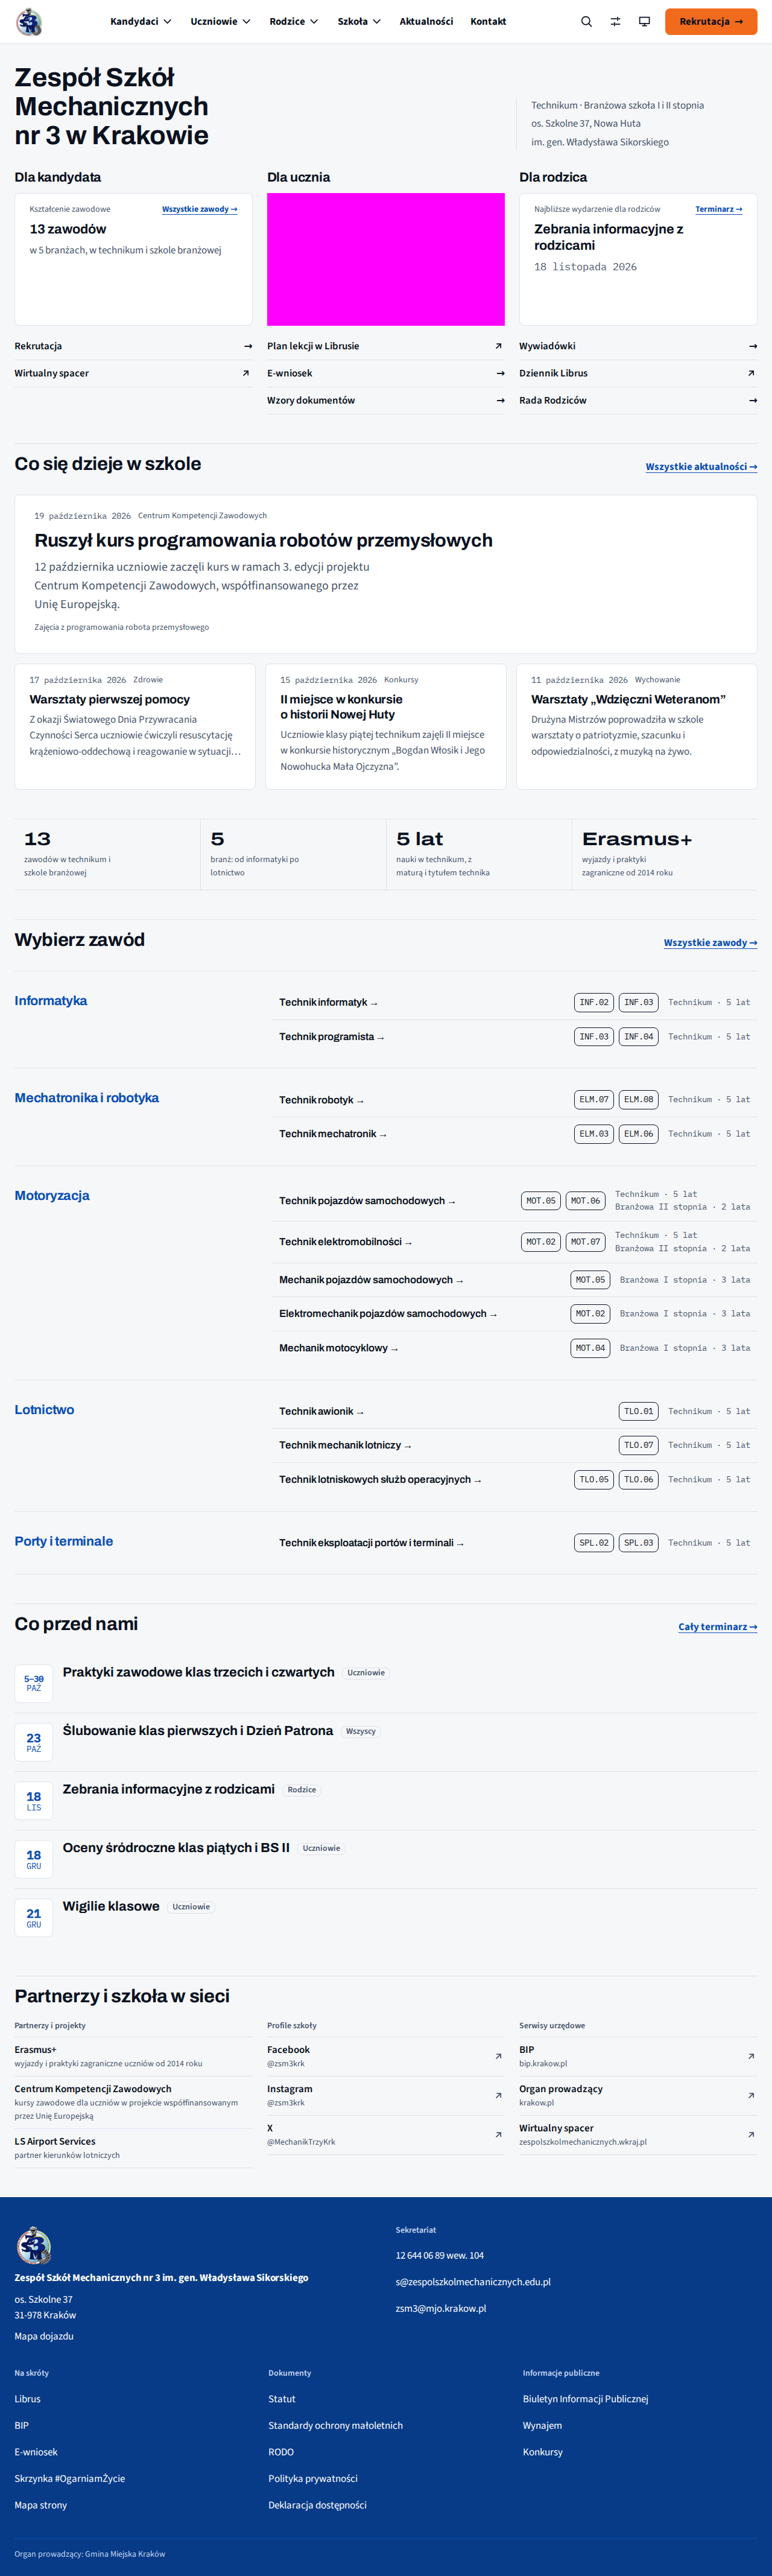 Kandydaci
Uczniowie
Rodzice
Szkoła
Aktualności
Kontakt
Rekrutacja →
Zespół Szkół
Mechanicznych
nr 3 w Krakowie
Technikum · Branżowa szkoła I i II stopnia
os. Szkolne 37, Nowa Huta
im. gen. Władysława Sikorskiego
Dla kandydata
Kształcenie zawodowe
Wszystkie zawody →
13 zawodów
w 5 branżach, w technikum i szkole branżowej
Rekrutacja →
Wirtualny spacer ↗
Dla ucznia
Plan lekcji w Librusie ↗
E-wniosek →
Wzory dokumentów →
Dla rodzica
Najbliższe wydarzenie dla rodziców
Terminarz →
Zebrania informacyjne z
rodzicami
18 listopada 2026
Wywiadówki →
Dziennik Librus ↗
Rada Rodziców →
Co się dzieje w szkole
Wszystkie aktualności →
19 października 2026 Centrum Kompetencji Zawodowych
Ruszył kurs programowania robotów przemysłowych
12 października uczniowie zaczęli kurs w ramach 3. edycji projektu
Centrum Kompetencji Zawodowych, współfinansowanego przez
Unię Europejską.
Zajęcia z programowania robota przemysłowego
17 października 2026 Zdrowie
Warsztaty pierwszej pomocy
Z okazji Światowego Dnia Przywracania
Czynności Serca uczniowie ćwiczyli resuscytację
krążeniowo-oddechową i reagowanie w sytuacji…
15 października 2026 Konkursy
II miejsce w konkursie
o historii Nowej Huty
Uczniowie klasy piątej technikum zajęli II miejsce
w konkursie historycznym „Bogdan Włosik i Jego
Nowohucka Mała Ojczyzna”.
11 października 2026 Wychowanie
Warsztaty „Wdzięczni Weteranom”
Drużyna Mistrzów poprowadziła w szkole
warsztaty o patriotyzmie, szacunku i
odpowiedzialności, z muzyką na żywo.
13
zawodów w technikum i
szkole branżowej
5
branż: od informatyki po
lotnictwo
5 lat
nauki w technikum, z
maturą i tytułem technika
Erasmus+
wyjazdy i praktyki
zagraniczne od 2014 roku
Wybierz zawód
Wszystkie zawody →
Informatyka
Technik informatyk → INF.02 INF.03 Technikum · 5 lat
Technik programista → INF.03 INF.04 Technikum · 5 lat
Mechatronika i robotyka
Technik robotyk → ELM.07 ELM.08 Technikum · 5 lat
Technik mechatronik → ELM.03 ELM.06 Technikum · 5 lat
Motoryzacja
Technik pojazdów samochodowych → MOT.05 MOT.06 Technikum · 5 lat
Branżowa II stopnia · 2 lata
Technik elektromobilności → MOT.02 MOT.07 Technikum · 5 lat
Branżowa II stopnia · 2 lata
Mechanik pojazdów samochodowych → MOT.05 Branżowa I stopnia · 3 lata
Elektromechanik pojazdów samochodowych → MOT.02 Branżowa I stopnia · 3 lata
Mechanik motocyklowy → MOT.04 Branżowa I stopnia · 3 lata
Lotnictwo
Technik awionik → TLO.01 Technikum · 5 lat
Technik mechanik lotniczy → TLO.07 Technikum · 5 lat
Technik lotniskowych służb operacyjnych → TLO.05 TLO.06 Technikum · 5 lat
Porty i terminale
Technik eksploatacji portów i terminali → SPL.02 SPL.03 Technikum · 5 lat
Co przed nami
Cały terminarz →
5–30
PAŹ
Praktyki zawodowe klas trzecich i czwartych Uczniowie
23
PAŹ
Ślubowanie klas pierwszych i Dzień Patrona Wszyscy
18
LIS
Zebrania informacyjne z rodzicami Rodzice
18
GRU
Oceny śródroczne klas piątych i BS II Uczniowie
21
GRU
Wigilie klasowe Uczniowie
Partnerzy i szkoła w sieci
Partnerzy i projekty
Erasmus+
wyjazdy i praktyki zagraniczne uczniów od 2014 roku
Centrum Kompetencji Zawodowych
kursy zawodowe dla uczniów w projekcie współfinansowanym
przez Unię Europejską
LS Airport Services
partner kierunków lotniczych
Profile szkoły
Facebook ↗
@zsm3krk
Instagram ↗
@zsm3krk
X ↗
@MechanikTrzyKrk
Serwisy urzędowe
BIP ↗
bip.krakow.pl
Organ prowadzący ↗
krakow.pl
Wirtualny spacer ↗
zespolszkolmechanicznych.wkraj.pl
Zespół Szkół Mechanicznych nr 3 im. gen. Władysława Sikorskiego
os. Szkolne 37
31-978 Kraków
Mapa dojazdu
Sekretariat
12 644 06 89 wew. 104
s@zespolszkolmechanicznych.edu.pl
zsm3@mjo.krakow.pl
Na skróty
Librus
BIP
E-wniosek
Skrzynka #OgarniamŻycie
Mapa strony
Dokumenty
Statut
Standardy ochrony małoletnich
RODO
Polityka prywatności
Deklaracja dostępności
Informacje publiczne
Biuletyn Informacji Publicznej
Wynajem
Konkursy
Organ prowadzący: Gmina Miejska Kraków